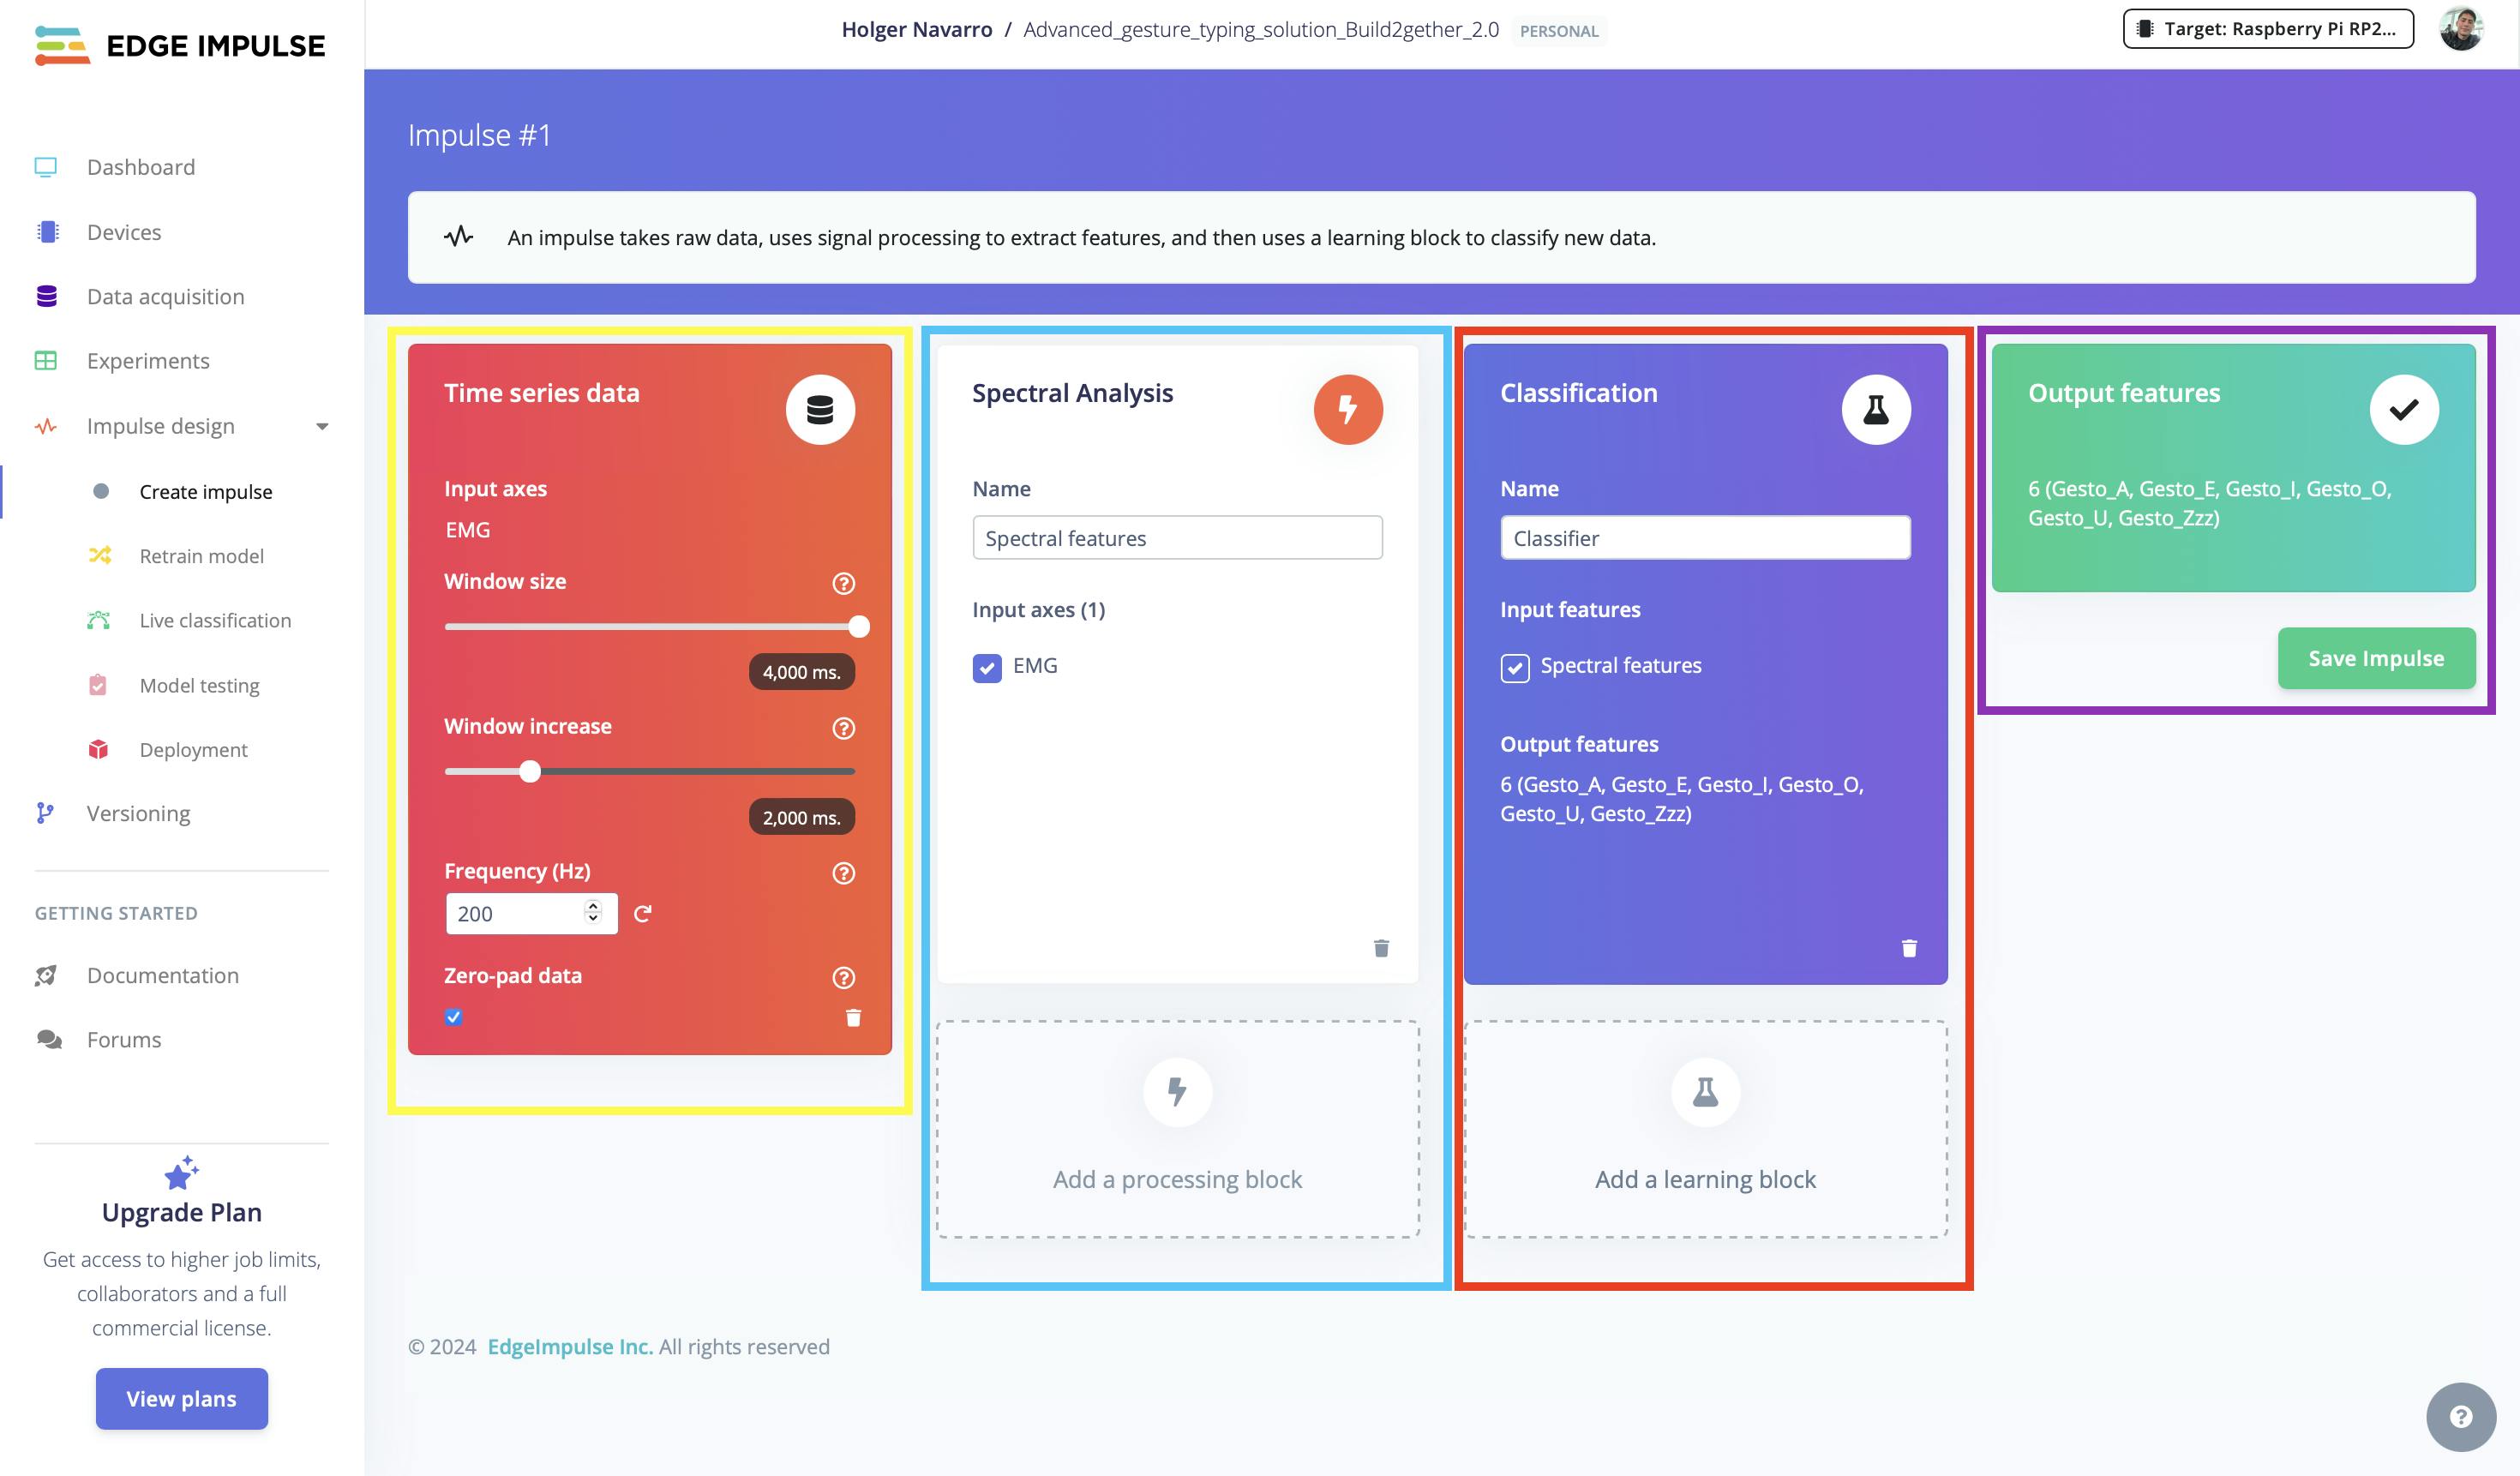 EDGE IMPULSE
Holger Navarro / Advanced_gesture_typing_solution_Build2gether_2.0 PERSONAL
Target: Raspberry Pi RP2...
Dashboard
Devices
Data acquisition
Experiments
Impulse design
Create impulse
Retrain model
Live classification
Model testing
Deployment
Versioning
GETTING STARTED
Documentation
Forums
Upgrade Plan
Get access to higher job limits,
collaborators and a full
commercial license.
View plans
Impulse #1
An impulse takes raw data, uses signal processing to extract features, and then uses a learning block to classify new data.
Time series data
Input axes
EMG
Window size
4,000 ms.
Window increase
2,000 ms.
Frequency (Hz)
200
Zero-pad data
Spectral Analysis
Name
Spectral features
Input axes (1)
EMG
Add a processing block
Classification
Name
Classifier
Input features
Spectral features
Output features
6 (Gesto_A, Gesto_E, Gesto_I, Gesto_O,
Gesto_U, Gesto_Zzz)
Add a learning block
Output features
6 (Gesto_A, Gesto_E, Gesto_I, Gesto_O,
Gesto_U, Gesto_Zzz)
Save Impulse
© 2024 EdgeImpulse Inc. All rights reserved